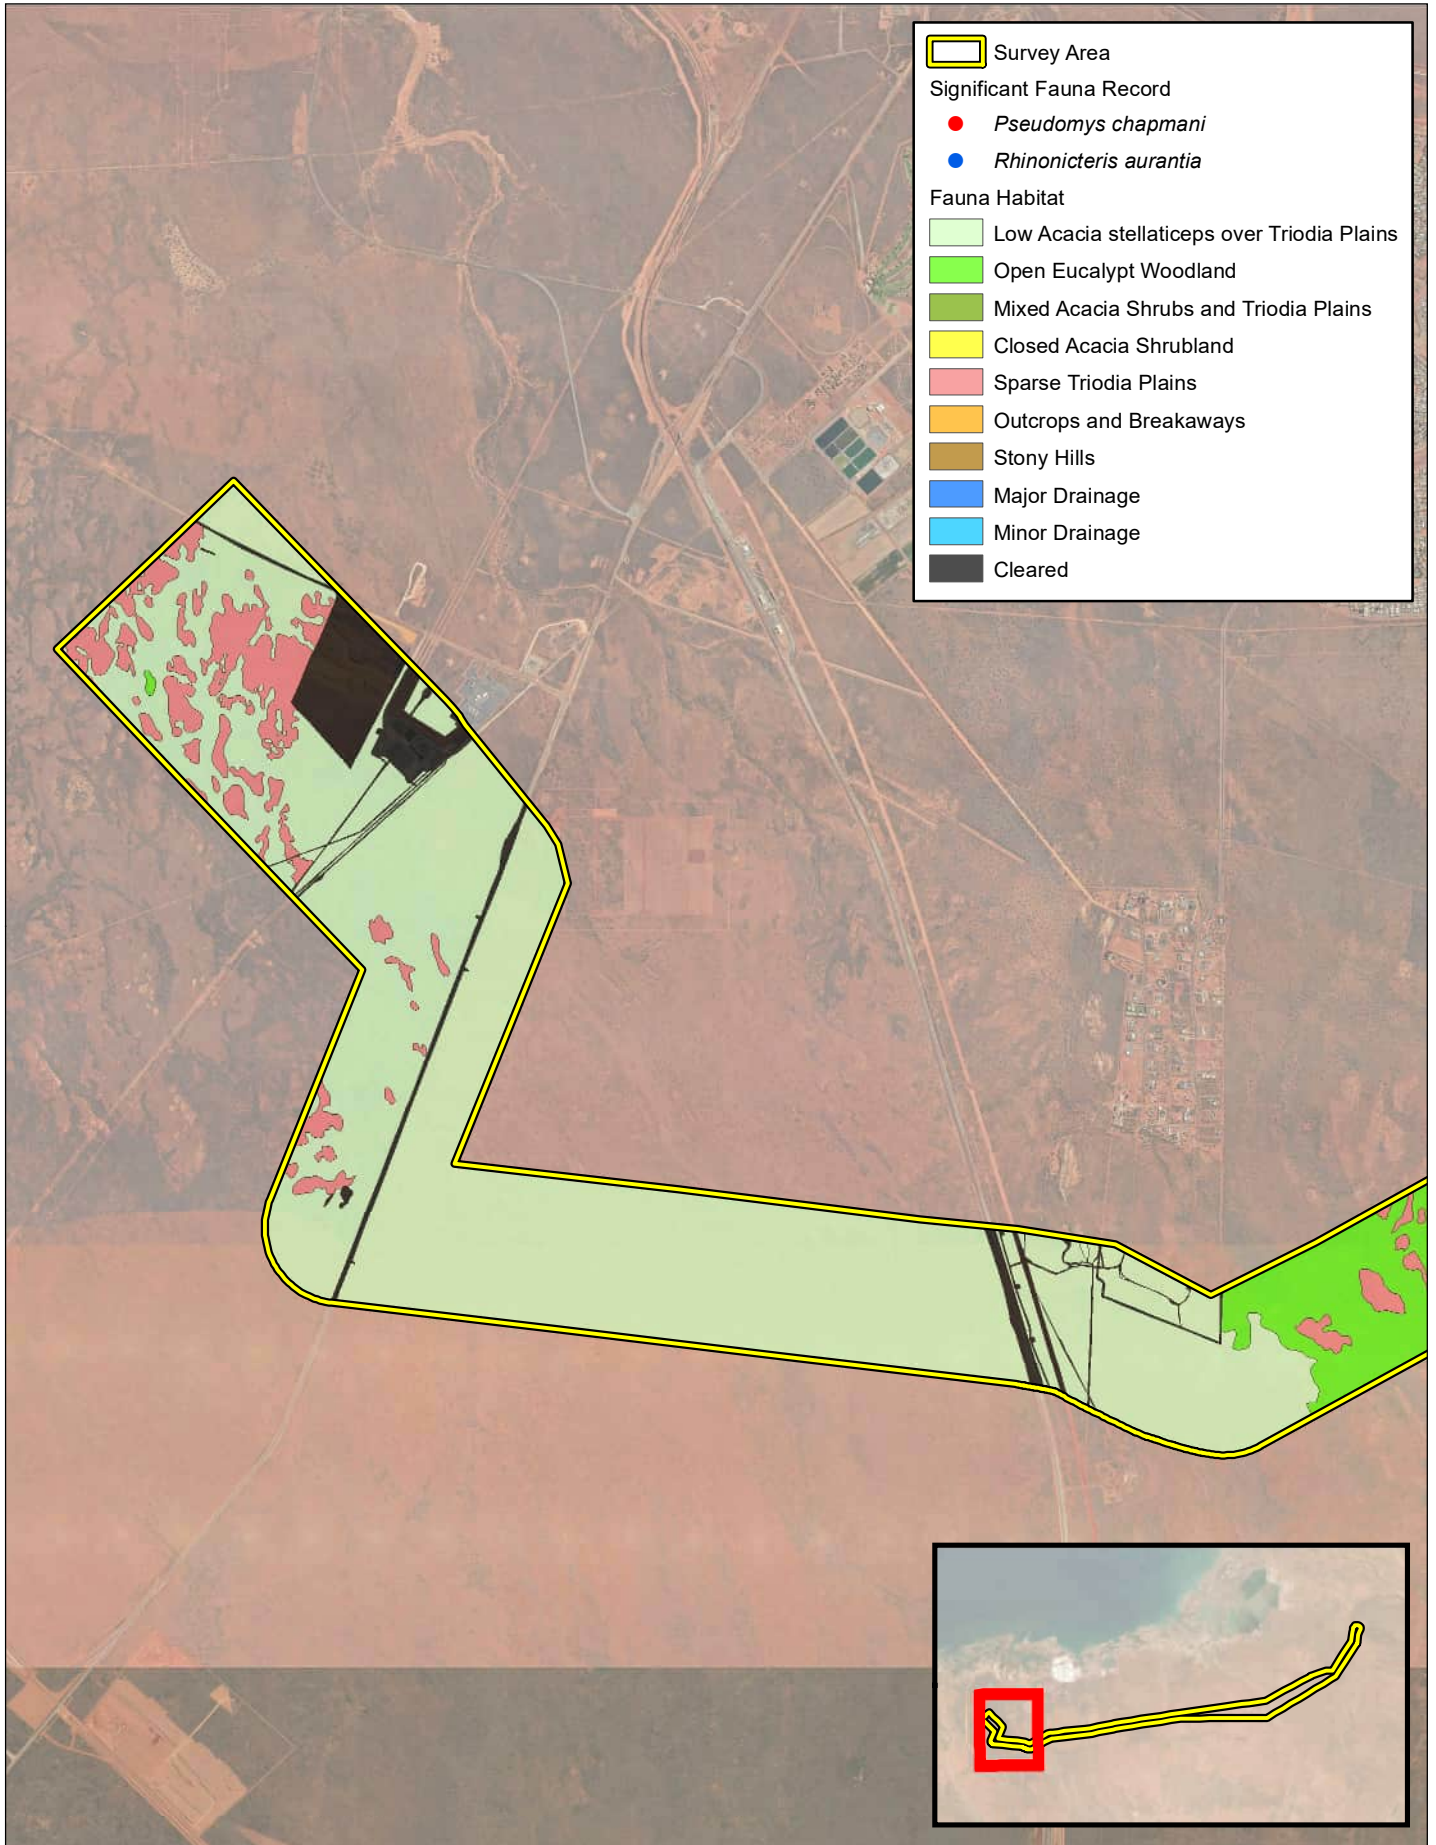 Survey Area
Significant Fauna Record
Pseudomys chapmani
Rhinonicteris aurantia
Fauna Habitat
Low Acacia stellaticeps over Triodia Plains
Open Eucalypt Woodland
Mixed Acacia Shrubs and Triodia Plains
Closed Acacia Shrubland
Sparse Triodia Plains
Outcrops and Breakaways
Stony Hills
Major Drainage
Minor Drainage
Cleared